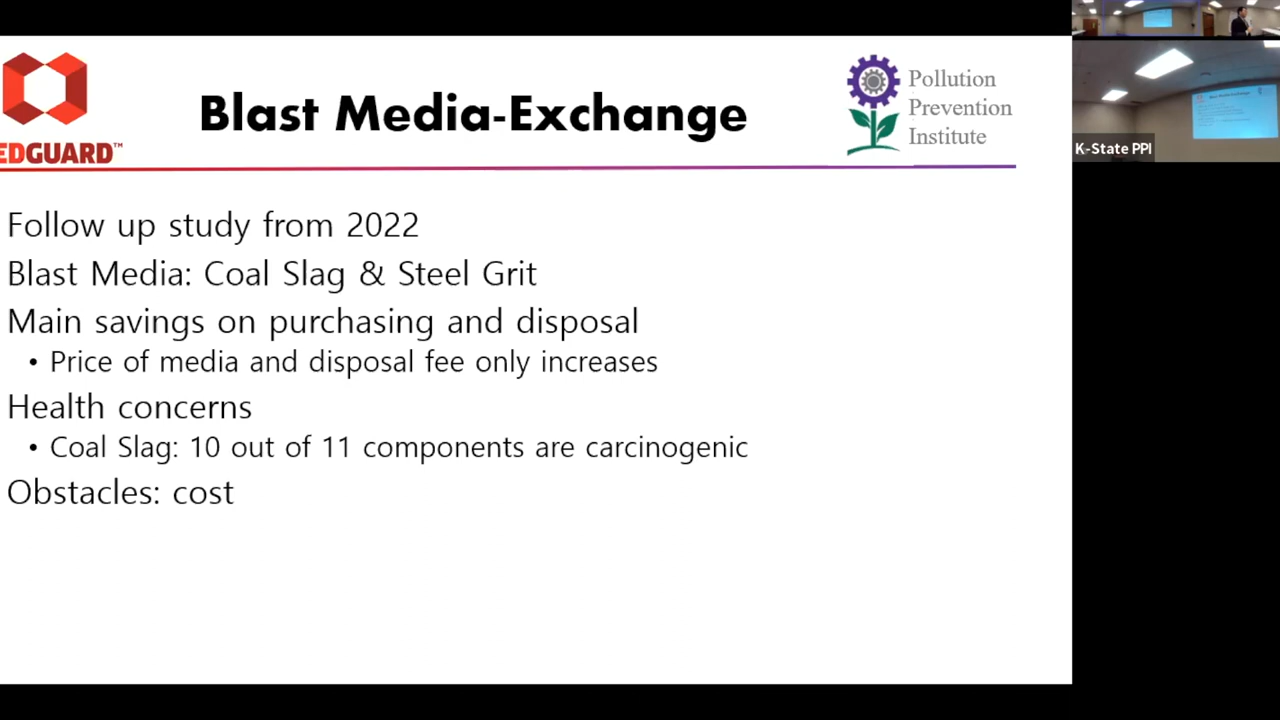 Blast Media-Exchange
EDGUARD™
Pollution
Prevention
Institute
Follow up study from 2022
Blast Media: Coal Slag & Steel Grit
Main savings on purchasing and disposal
• Price of media and disposal fee only increases
Health concerns
• Coal Slag: 10 out of 11 components are carcinogenic
Obstacles: cost
K-State PPI